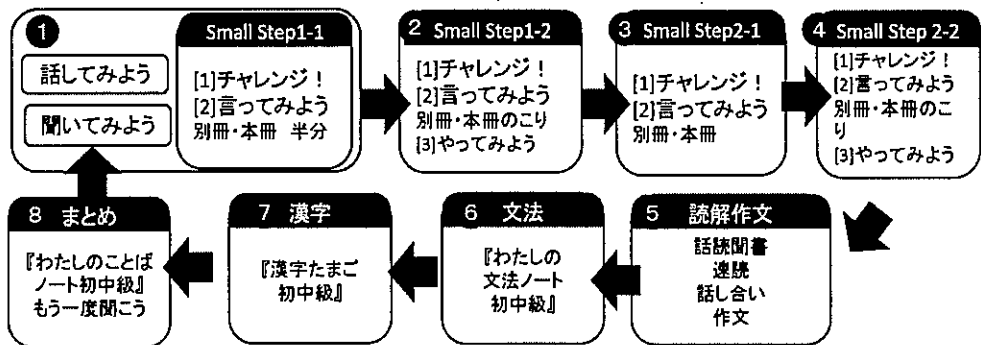 1
話してみよう
聞いてみよう
Small Step1-1
[1]チャレンジ！
[2]言ってみよう
別冊・本冊 半分
2 Small Step1-2
[1]チャレンジ！
[2]言ってみよう
別冊・本冊のこり
[3]やってみよう
3 Small Step2-1
[1]チャレンジ！
[2]言ってみよう
別冊・本冊
4 Small Step 2-2
[1]チャレンジ！
[2]言ってみよう
別冊・本冊のこ
り
[3]やってみよう
5 読解作文
話読聞書
速読
話し合い
作文
6 文法
『わたしの
文法ノート
初中級』
7 漢字
『漢字たまご
初中級』
8 まとめ
『わたしのことば
ノート初中級』
もう一度聞こう